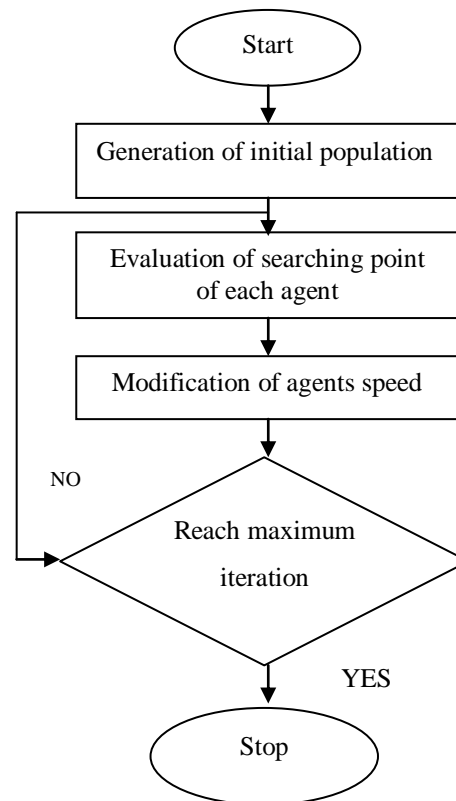 Start
Generation of initial population
Evaluation of searching point
of each agent
Modification of agents speed
NO
Reach maximum
iteration
YES
Stop